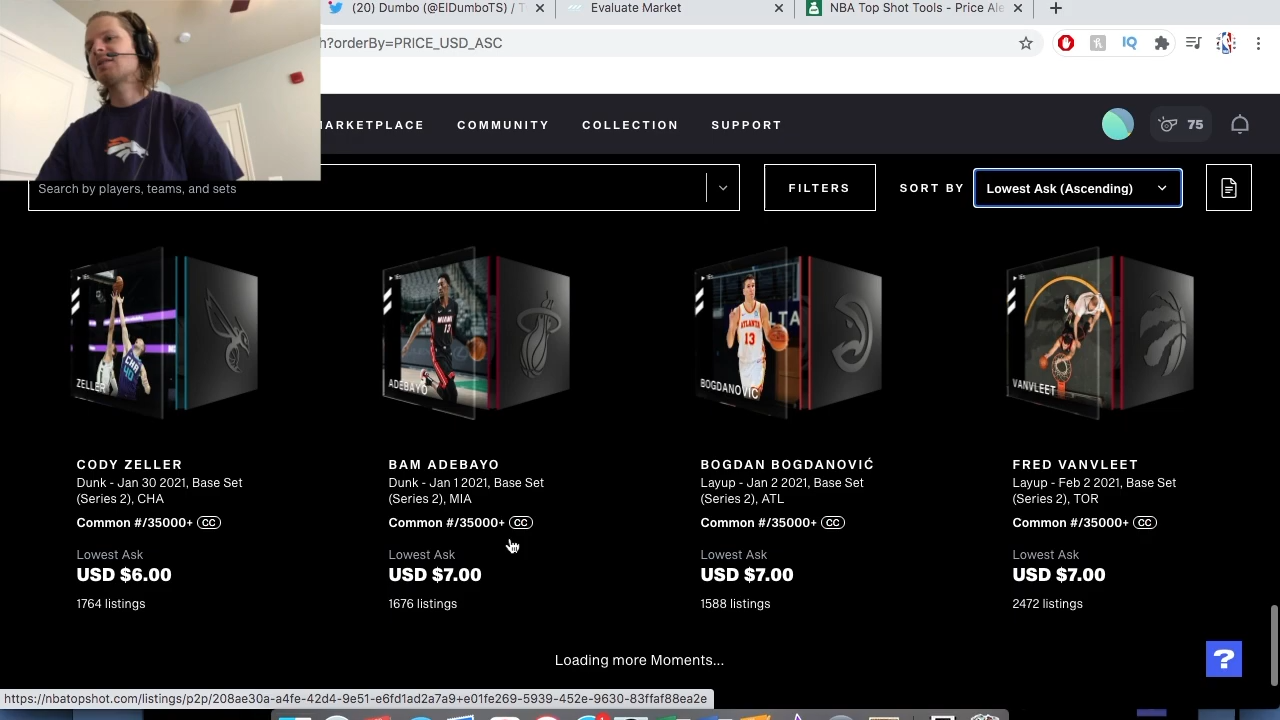 (20) Dumbo (@ElDumboTS) / T
Evaluate Market
NBA Top Shot Tools - Price Ale
h?orderBy=PRICE_USD_ASC
IQ
ARKETPLACE COMMUNITY COLLECTION SUPPORT
75
Search by players, teams, and sets
FILTERS
SORT BY
Lowest Ask (Ascending)
ZELLER
ADEBAYO
BOGDANOVIC
VANVLEET
CODY ZELLER
Dunk - Jan 30 2021, Base Set
(Series 2), CHA
Common #/35000+ CC
Lowest Ask
USD $6.00
1764 listings
BAM ADEBAYO
Dunk - Jan 1 2021, Base Set
(Series 2), MIA
Common #/35000+ CC
Lowest Ask
USD $7.00
1676 listings
BOGDAN BOGDANOVIĆ
Layup - Jan 2 2021, Base Set
(Series 2), ATL
Common #/35000+ CC
Lowest Ask
USD $7.00
1588 listings
FRED VANVLEET
Layup - Feb 2 2021, Base Set
(Series 2), TOR
Common #/35000+ CC
Lowest Ask
USD $7.00
2472 listings
Loading more Moments...
?
https://nbatopshot.com/listings/p2p/208ae30a-a4fe-42d4-9e51-e6fd1ad2a7a9+e01fe269-5939-452e-9630-83ffaf88ea2e